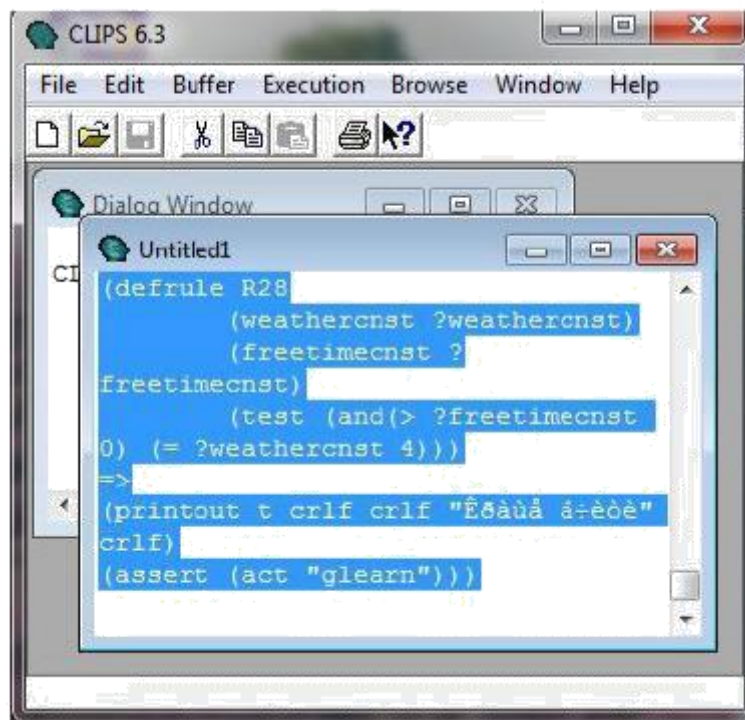 CLIPS 6.3
File Edit Buffer Execution Browse Window Help
Dialog Window
CI
Untitled1
(defrule R28
(weathercnst ?weathercnst)
(freetimecnst ?
freetimecnst)
(test (and(> ?freetimecnst
0) (= ?weathercnst 4)))
=>
(printout t crlf crlf "Êðàùå â÷èòè"
crlf)
(assert (act "glearn")))